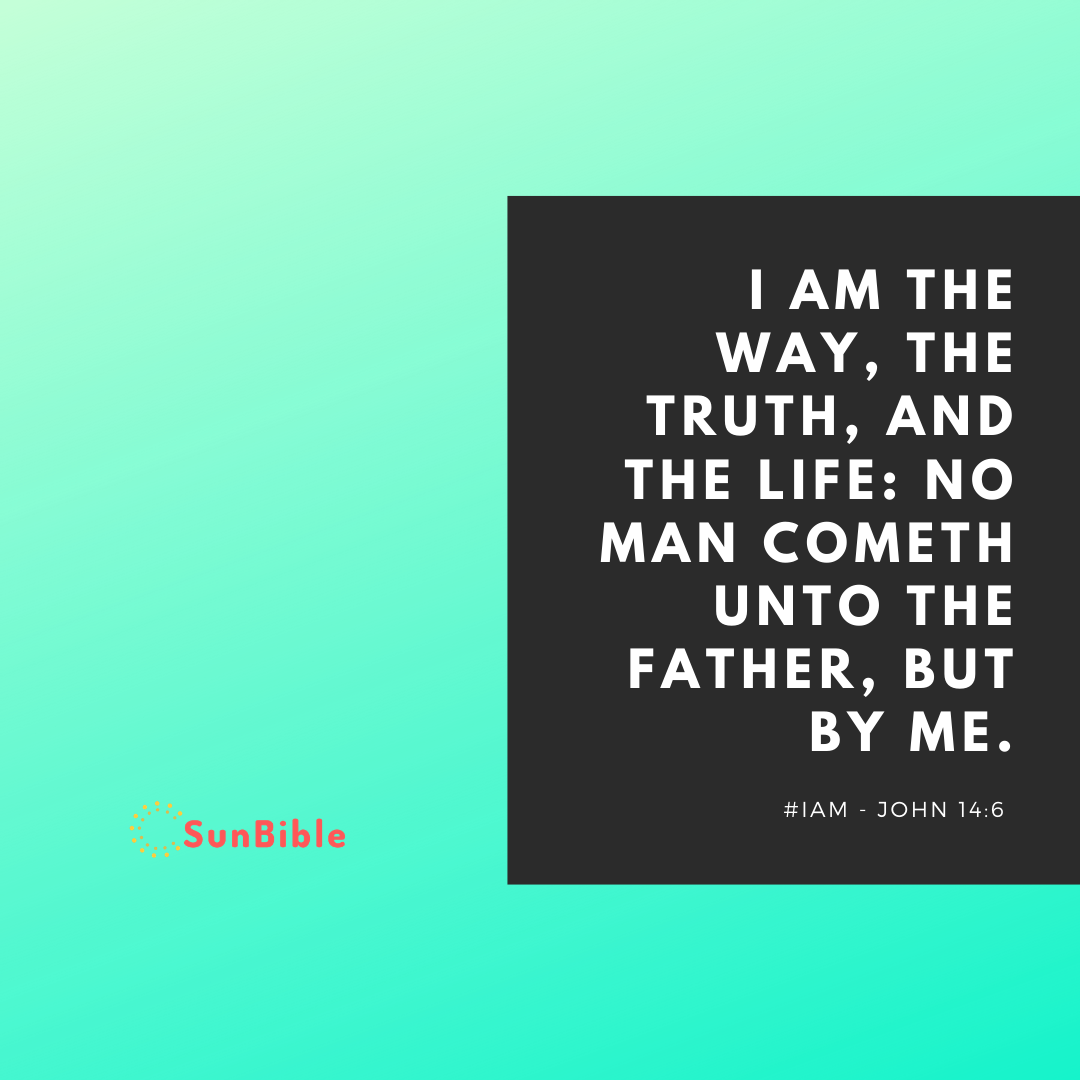 I AM THE
WAY, THE
TRUTH, AND
THE LIFE: NO
MAN COMETH
UNTO THE
FATHER, BUT
BY ME.
#IAM - JOHN 14:6
SunBible